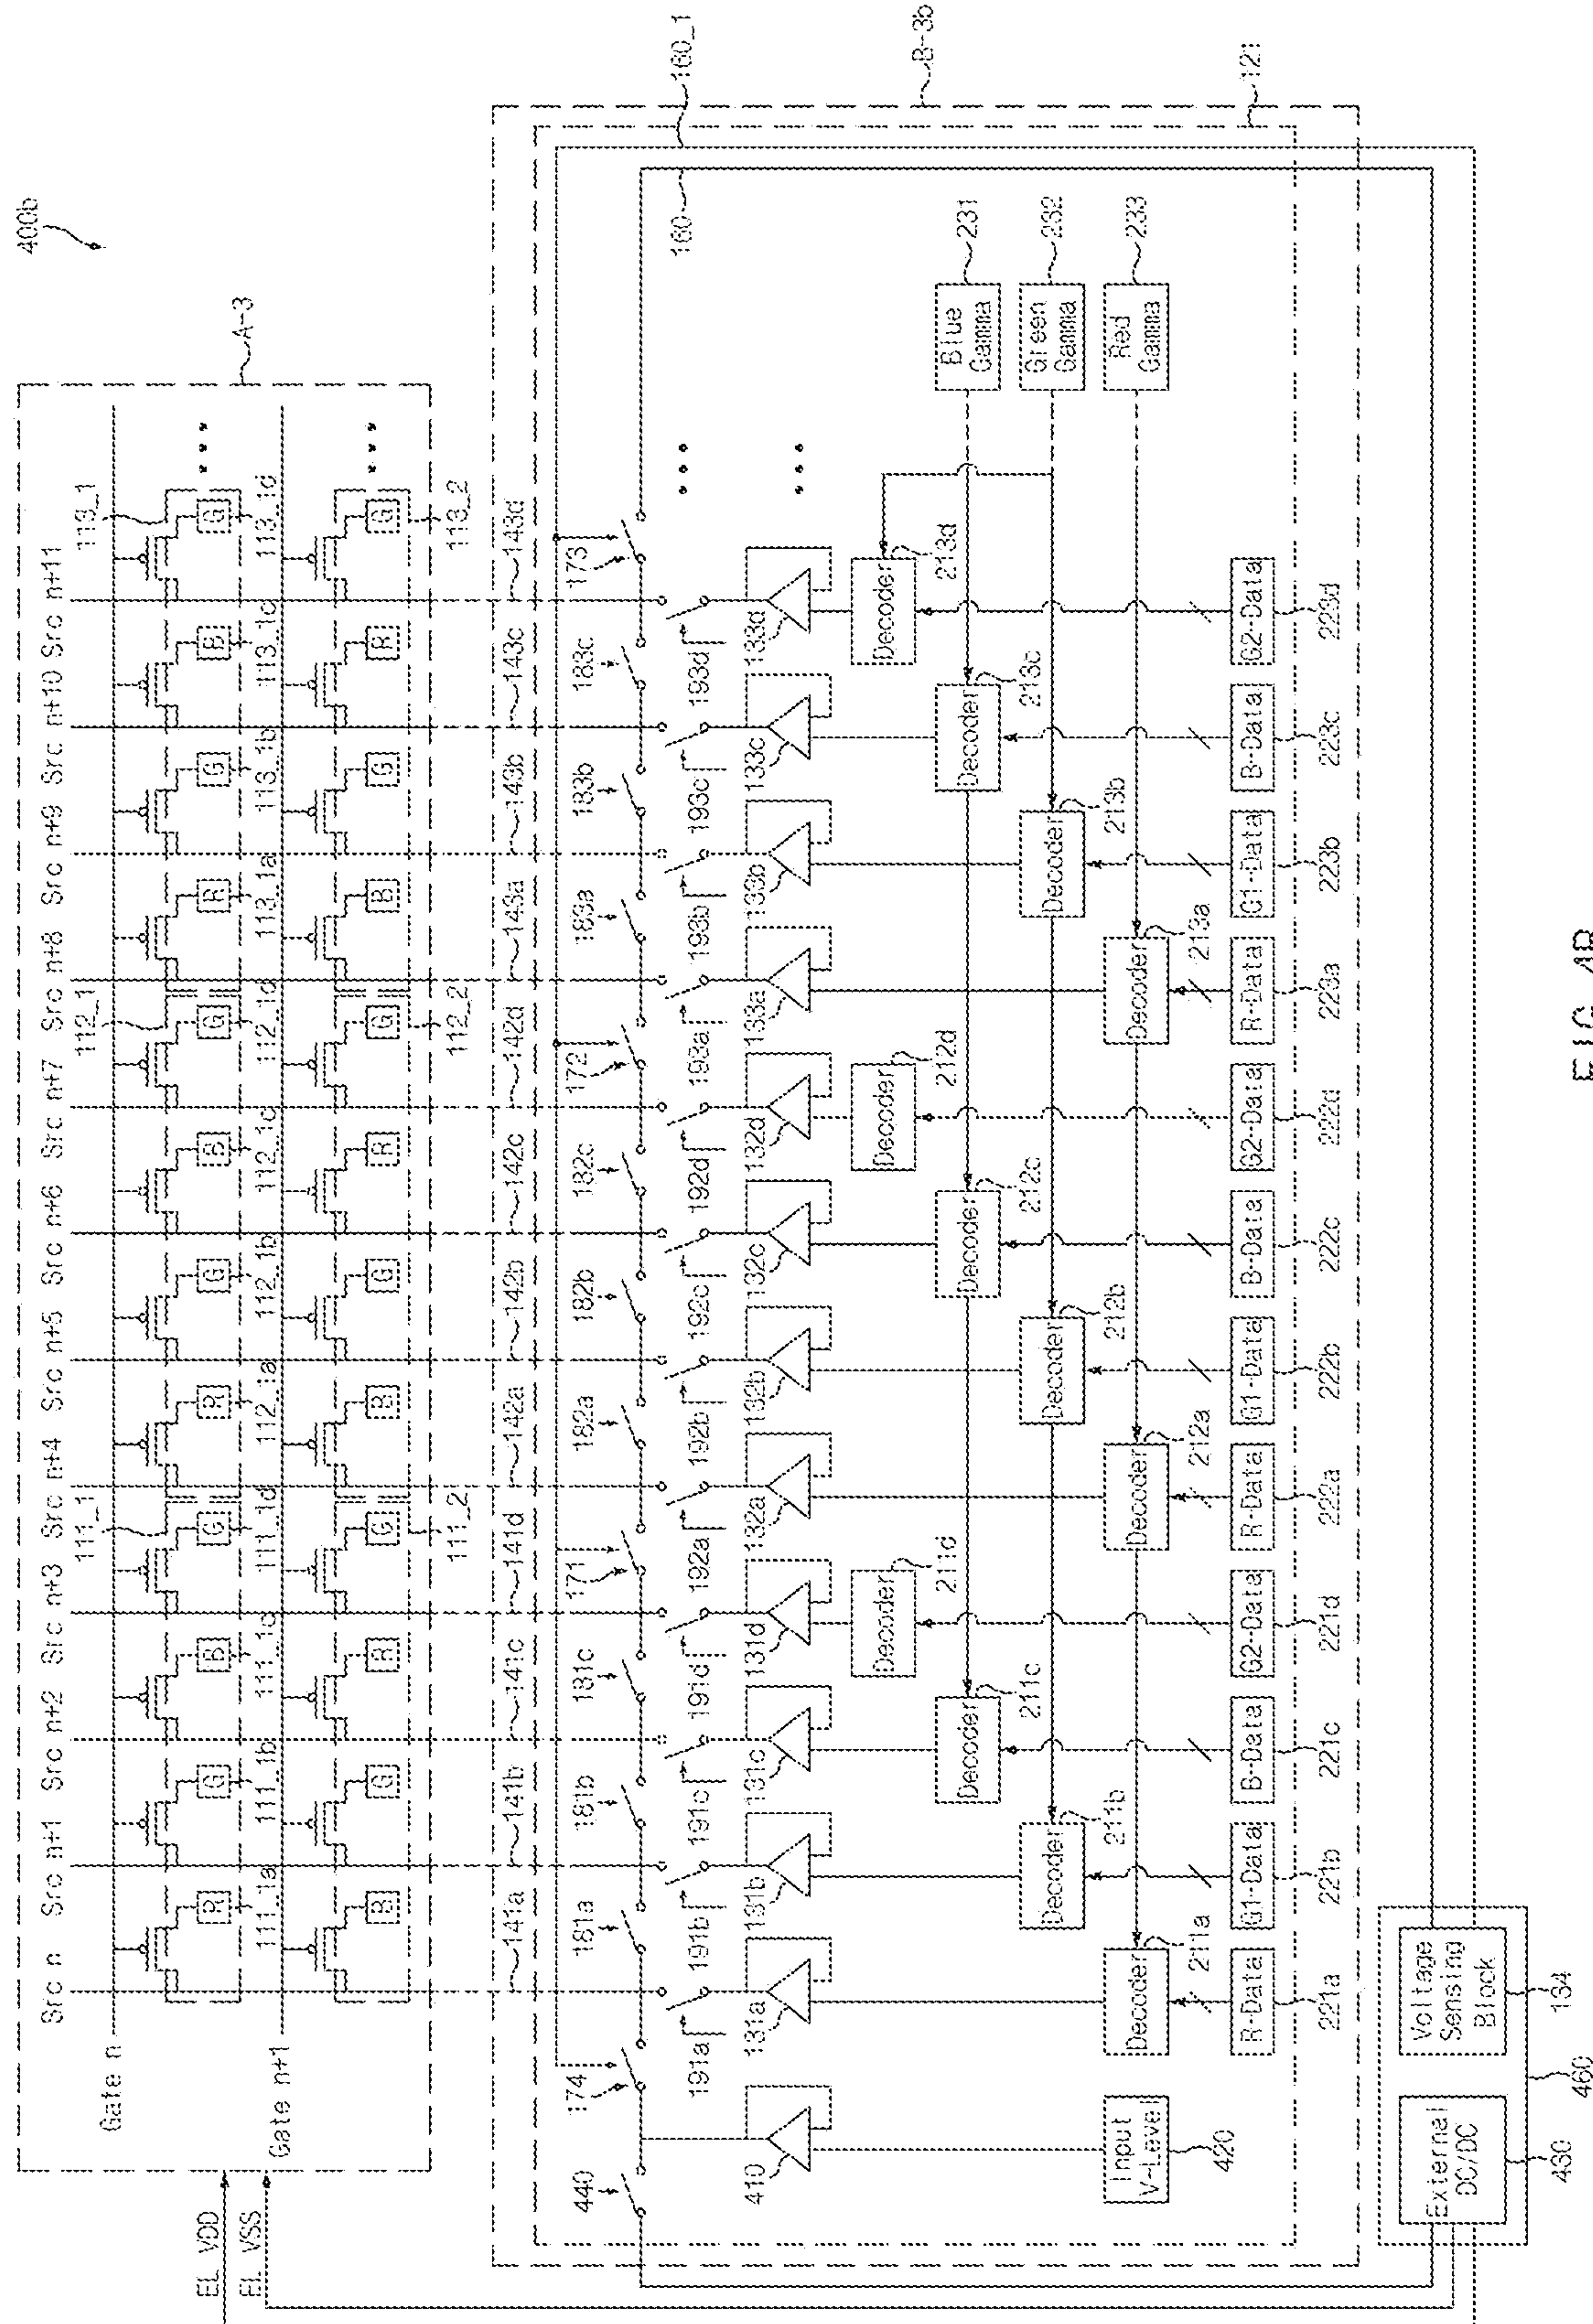 400b
A-3
Src n Src n+1 Src n+2 Src n+3 Src n+4 Src n+5 Src n+6 Src n+7 Src n+8 Src n+9 Src n+10 Src n+11
111_1 112_1 113_1
Gate n
R G B G R G B G R G B G
111_1a 111_1b 111_1c 111_1d 112_1a 112_1b 112_1c 112_1d 113_1a 113_1b 113_1c 113_1d
Gate n+1
B G R G B G R G B G R G
111_2 112_2 113_2
EL VDD
EL VSS
141a 141b 141c 141d 142a 142b 142c 142d 143a 143b 143c 143d
440 174 181a 181b 181c 171 182a 182b 182c 172 183a 183b 183c 173
160 160_1
B-3b
121
191a 191b 191c 191d 192a 192b 192c 192d 193a 193b 193c 193d
410 131a 131b 131c 131d 132a 132b 132c 132d 133a 133b 133c 133d
Decoder Decoder Decoder
211d 212d 213d
Decoder Decoder Decoder Blue Gamma
211c 212c 213c 231
Decoder Decoder Decoder Green Gamma
211b 212b 213b 232
Input V-Level Decoder Decoder Decoder Red Gamma
420 211a 212a 213a 233
R-Data G1-Data B-Data G2-Data R-Data G1-Data B-Data G2-Data R-Data G1-Data B-Data G2-Data
221a 221b 221c 221d 222a 222b 222c 222d 223a 223b 223c 223d
External DC/DC
Voltage Sensing Block
430 134
460
FIG. 4B